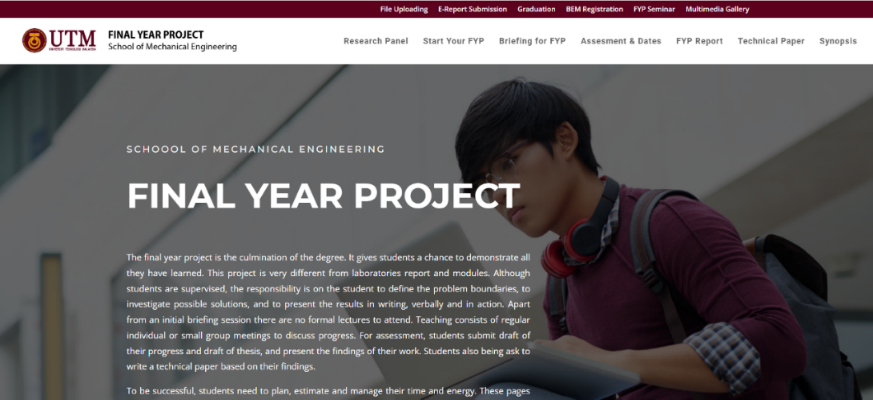 File Uploading E-Report Submission Graduation BEM Registration FYP Seminar Multimedia Gallery
UTM
FINAL YEAR PROJECT
School of Mechanical Engineering
Research Panel Start Your FYP Briefing for FYP Assesment & Dates FYP Report Technical Paper Synopsis
SCHOOOL OF MECHANICAL ENGINEERING
FINAL YEAR PROJECT
The final year project is the culmination of the degree. It gives students a chance to demonstrate all
they have learned. This project is very different from laboratories report and modules. Although
students are supervised, the responsibility is on the student to define the problem boundaries, to
investigate possible solutions, and to present the results in writing, verbally and in action. Apart
from an initial briefing session there are no formal lectures to attend. Teaching consists of regular
individual or small group meetings to discuss progress. For assessment, students submit draft of
their progress and draft of thesis, and present the findings of their work. Students also being ask to
write a technical paper based on their findings.
To be successful, students need to plan, estimate and manage their time and energy. These pages